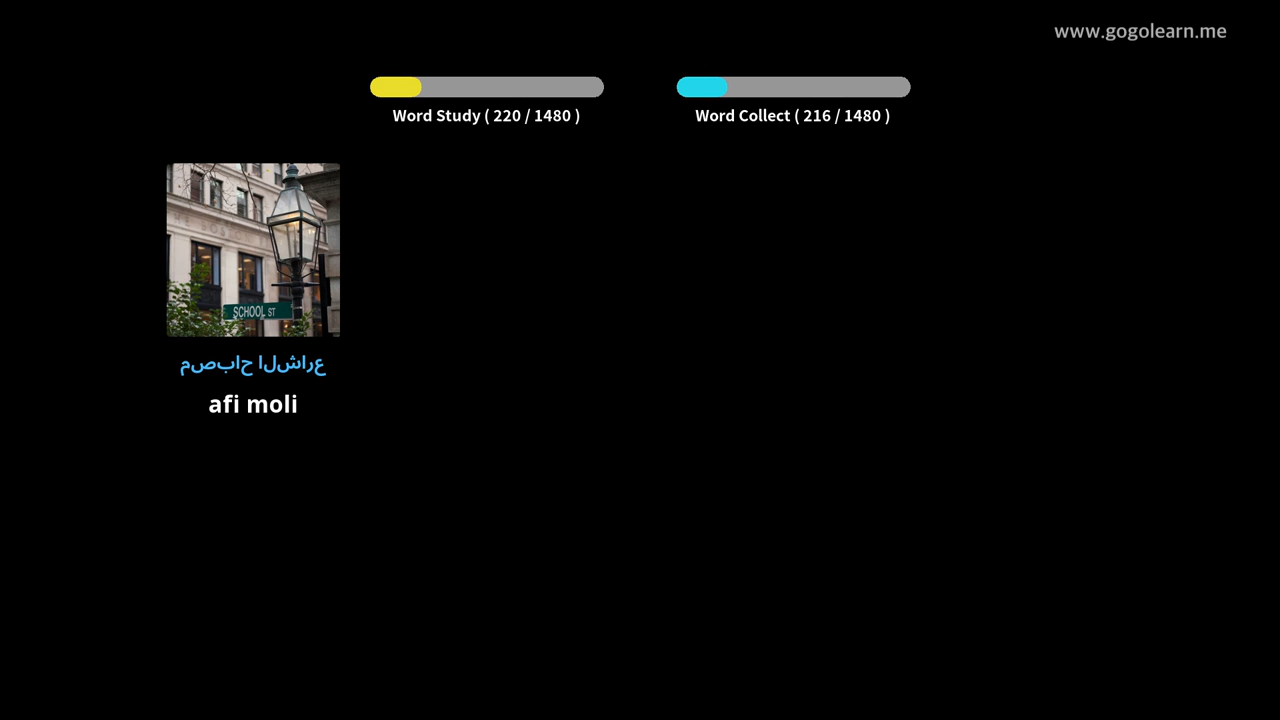 www.gogolearn.me
Word Study ( 220 / 1480 )
Word Collect ( 216 / 1480 )
SCHOOL ST
مصباح الشارع
afi moli